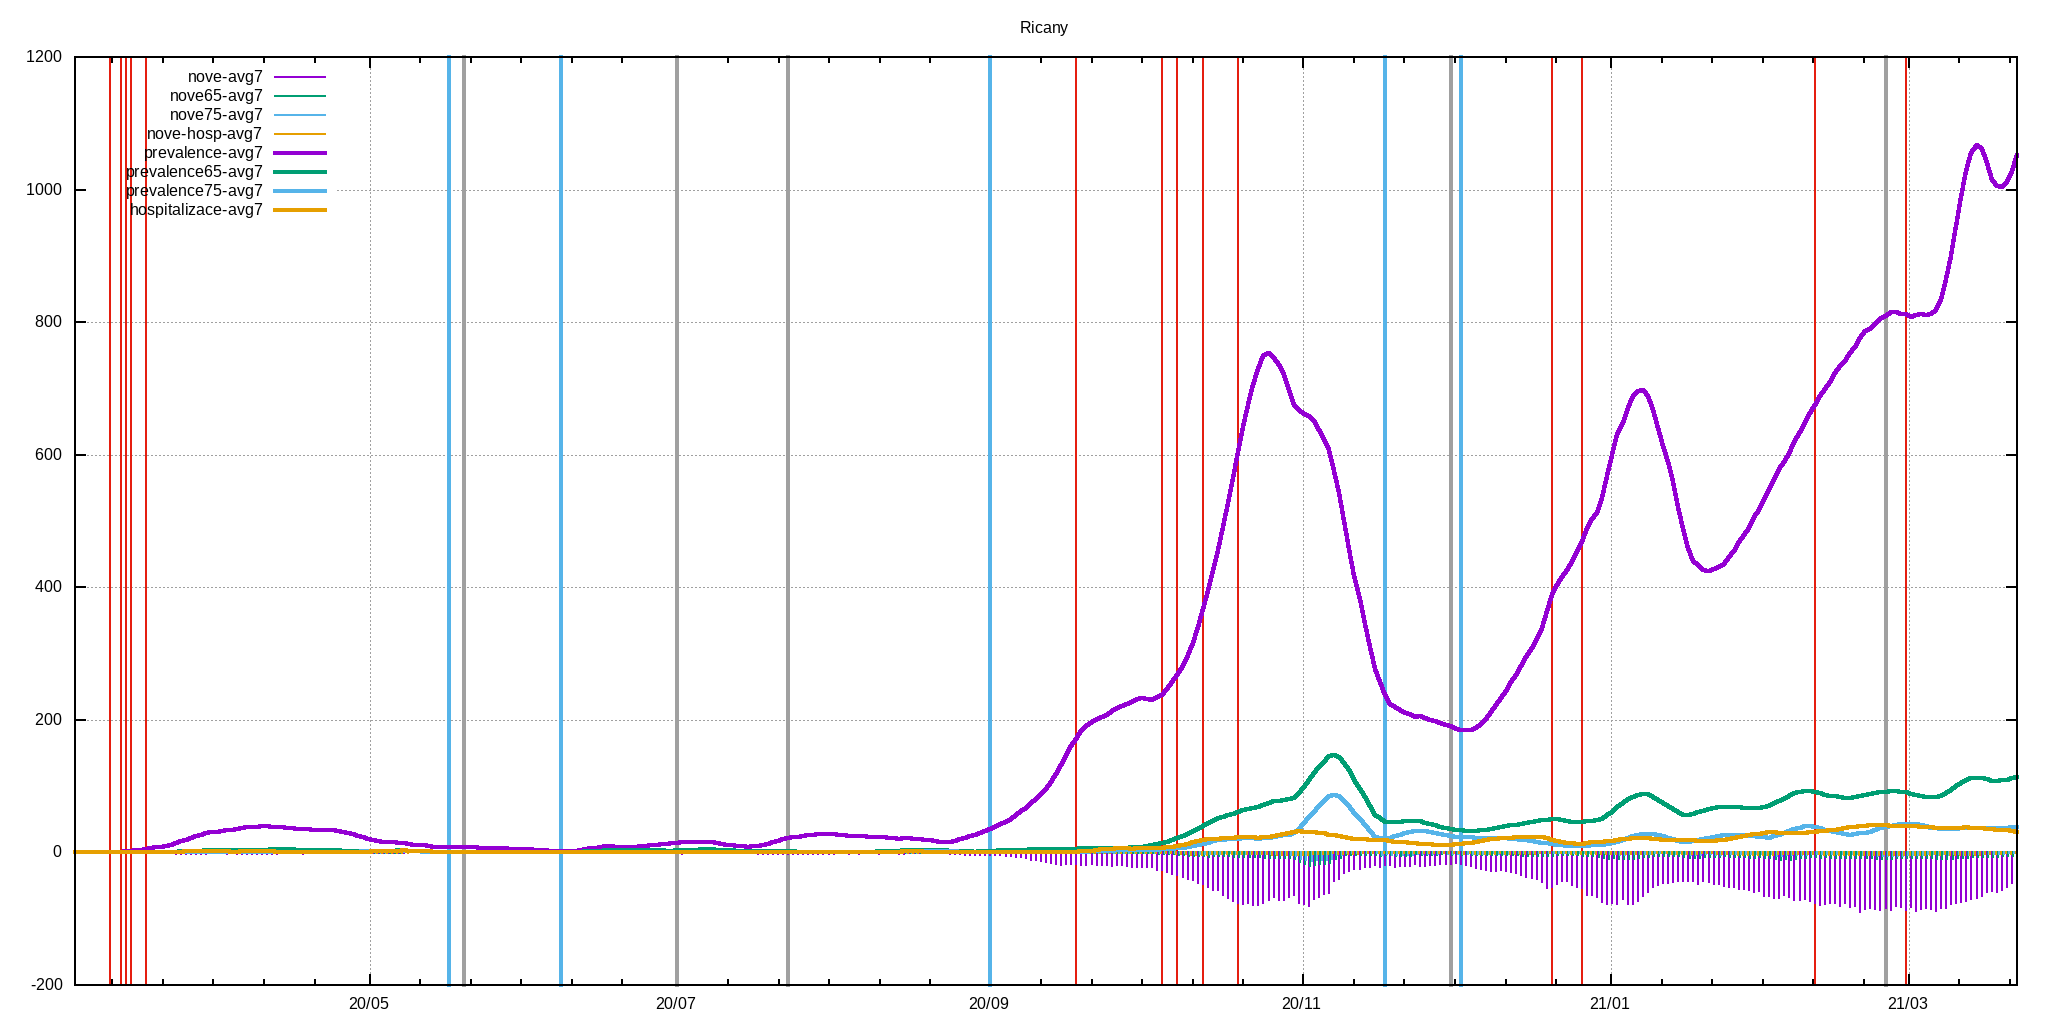 Ricany
1200
1000
800
600
400
200
0
-200
nove-avg7
nove65-avg7
nove75-avg7
nove-hosp-avg7
prevalence-avg7
prevalence65-avg7
prevalence75-avg7
hospitalizace-avg7
20/05 20/07 20/09 20/11 21/01 21/03